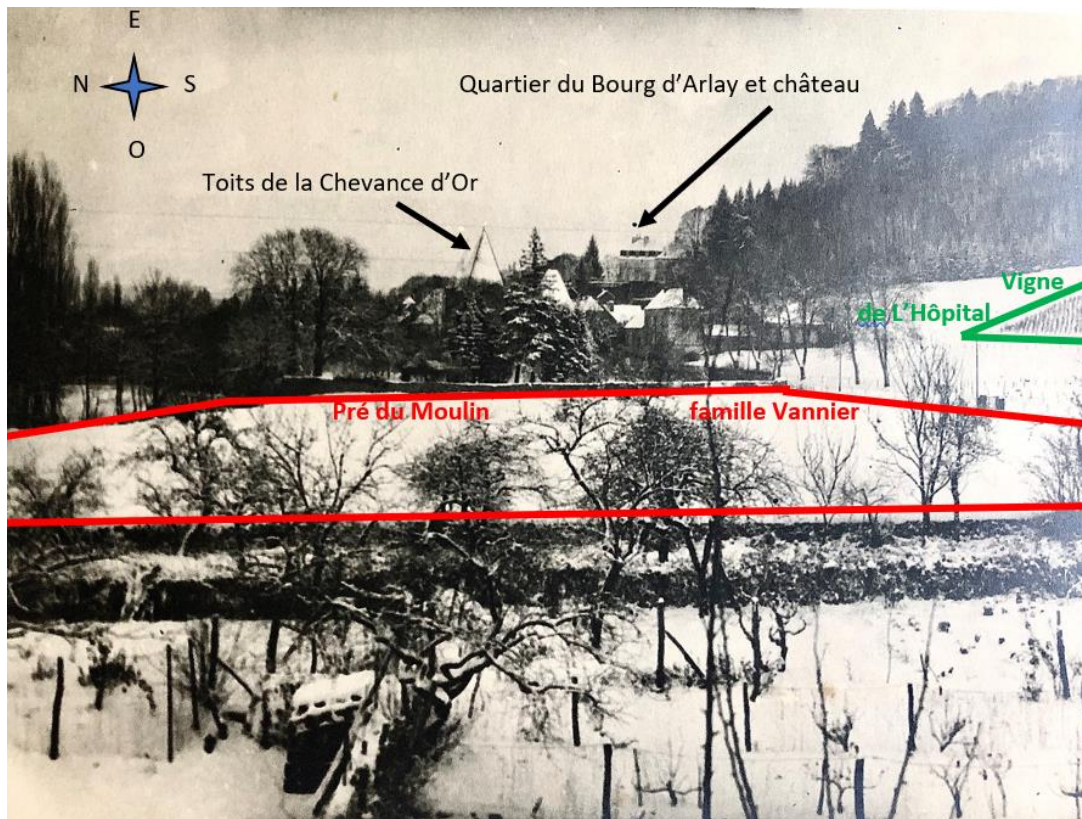 E
N S
O
Quartier du Bourg d'Arlay et château
Toits de la Chevance d'Or
Vigne
de L'Hôpital
Pré du Moulin famille Vannier